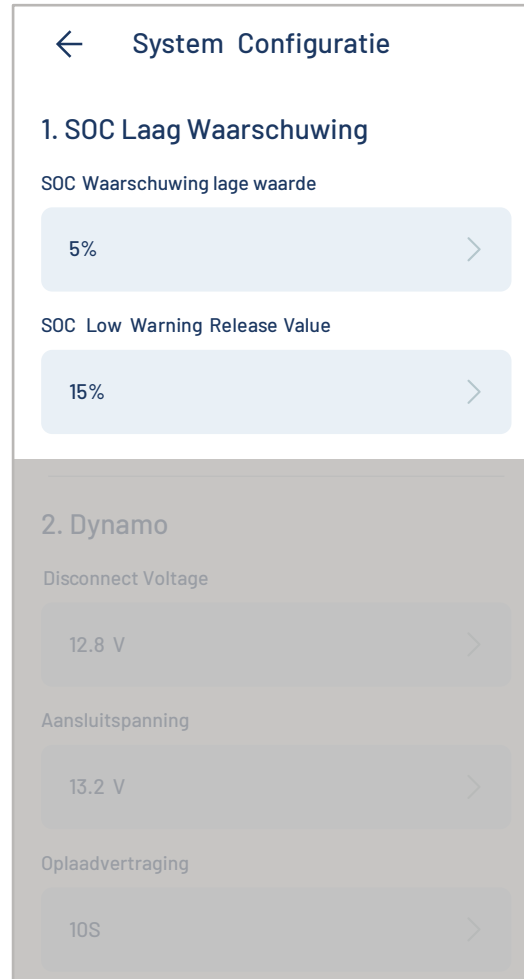 System Configuratie
1. SOC Laag Waarschuwing
SOC Waarschuwing lage waarde
5%
SOC Low Warning Release Value
15%
2. Dynamo
Disconnect Voltage
12.8 V
Aansluitspanning
13.2 V
Oplaadvertraging
10S